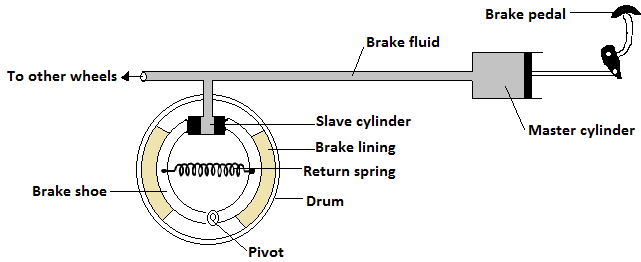 Brake pedal
Brake fluid
To other wheels
Slave cylinder
Master cylinder
Brake lining
Return spring
Brake shoe
Drum
Pivot